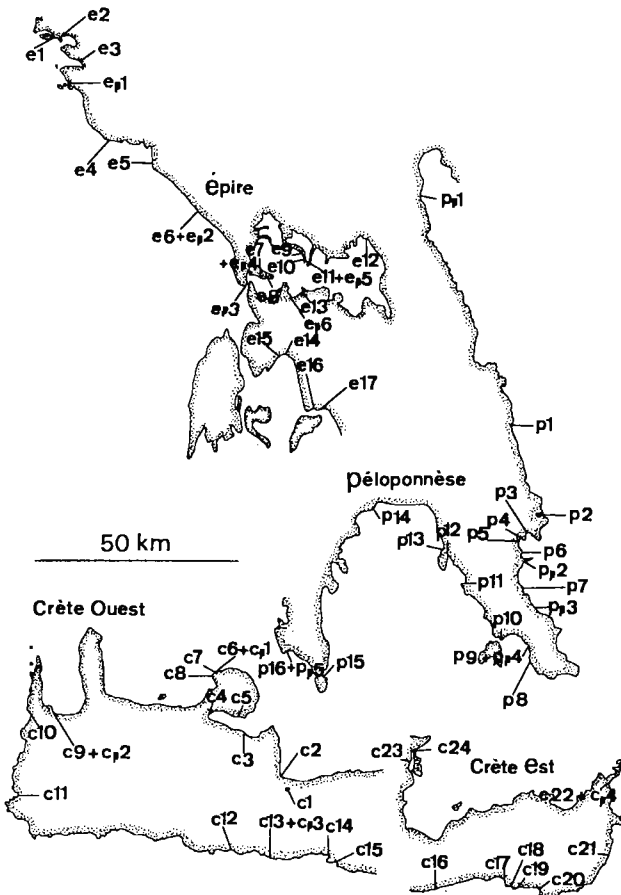 e2
e1
e3
ep1
e4
e5
épire
e6+ep2
e7
+ep4
e9
e10
e12
e11+ep5
ep3
e8
e13
ep6
e14
e15
e16
e17
pp1
p1
péloponnèse
p3
p2
p4
p5
p6
pp2
p7
pp3
p14
p12
p13
p11
p10
p9+pp4
p8
p16+pp5
p15
50 km
Crète Ouest
c6+cp1
c7
c8
c4
c5
c3
c2
c1
c10
c9+cp2
c11
c12
c13+cp3
c14
c15
c23
c24
Crète est
c22+cp4
c21
c16
c17
c18
c19
c20